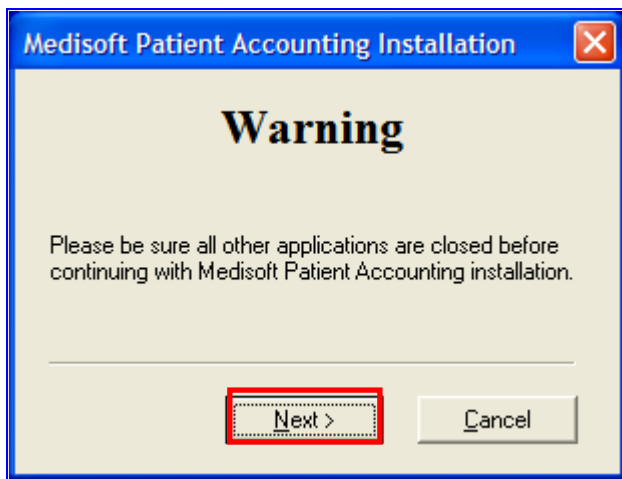 Medisoft Patient Accounting Installation
Warning
Please be sure all other applications are closed before
continuing with Medisoft Patient Accounting installation.
Next >
Cancel